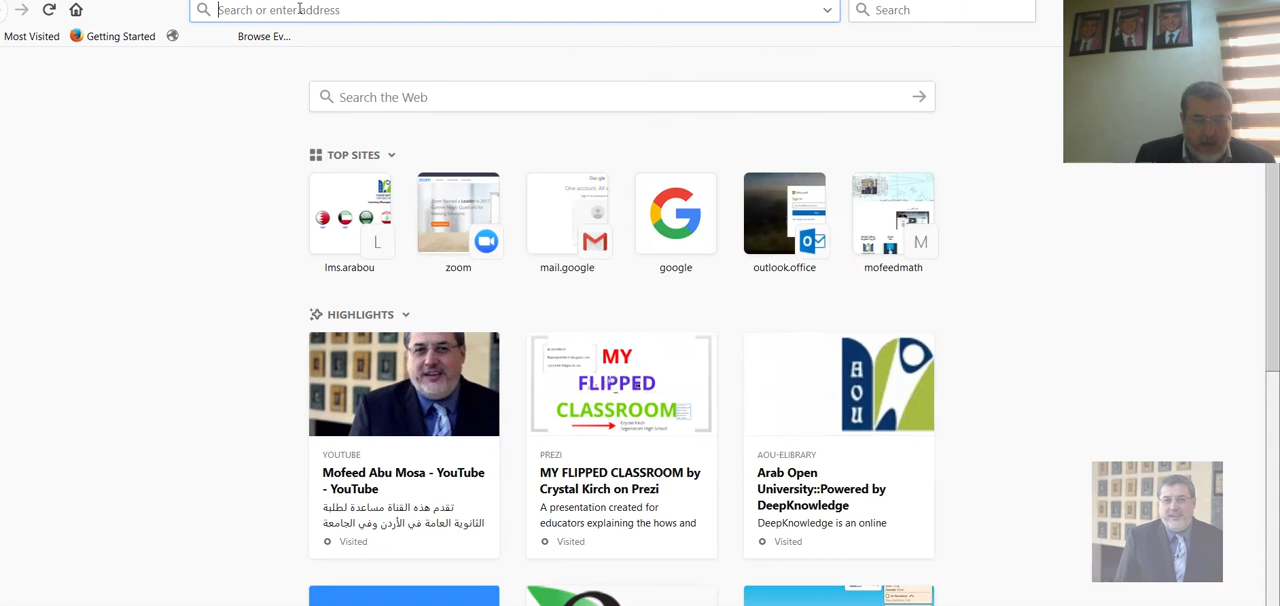 Search or enter address
Search
Most Visited
Getting Started
Browse Ev...
Search the Web
TOP SITES
L
M
lms.arabou
zoom
mail.google
google
outlook.office
mofeedmath
HIGHLIGHTS
MY
FLIPPED
CLASSROOM
Krystal Kirch
AOU
YOUTUBE
PREZI
AOU-ELIBRARY
Mofeed Abu Mosa - YouTube
- YouTube
MY FLIPPED CLASSROOM by
Crystal Kirch on Prezi
Arab Open
University::Powered by
DeepKnowledge
تقدم هذه القناة مساعدة لطلبة
الثانوية العامة في الأردن وفي الجامعة
A presentation created for
educators explaining the hows and
DeepKnowledge is an online
Visited
Visited
Visited